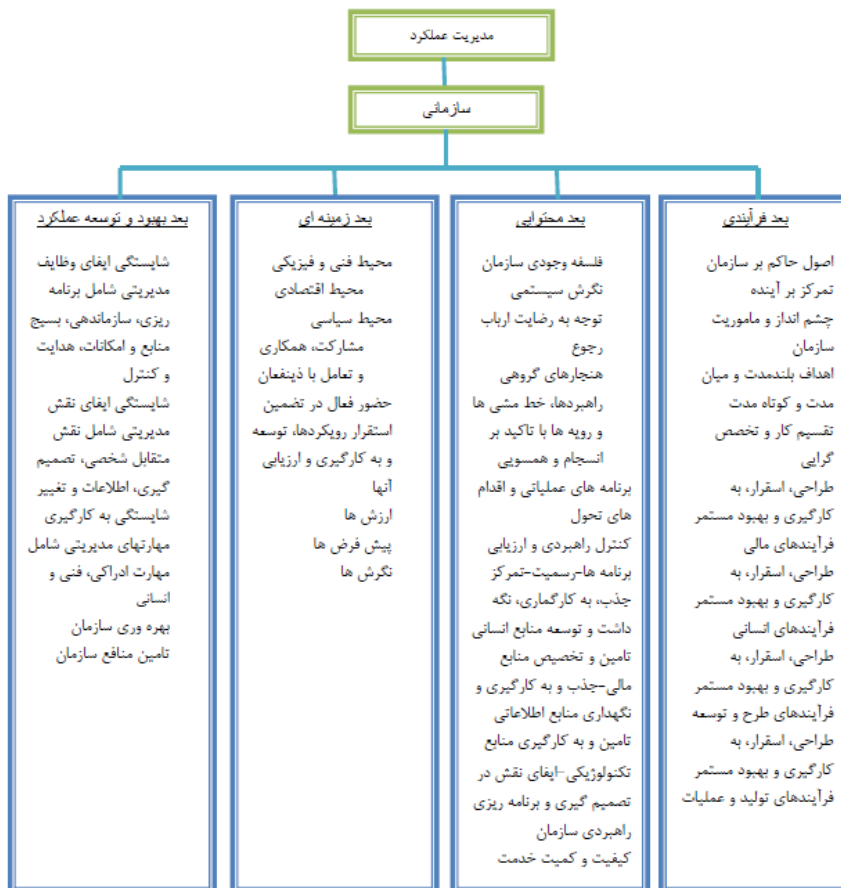 مدیریت عملکرد
سازمانی
بعد فرآیندی
اصول حاکم بر سازمان
تمرکز بر آینده
چشم انداز و ماموریت
سازمان
اهداف بلندمدت و میان
مدت و کوتاه مدت
تقسیم کار و تخصص
گرایی
طراحی، اسقرار، به
کارگیری و بهبود مستمر
فرآیندهای مالی
طراحی، اسقرار، به
کارگیری و بهبود مستمر
فرآیندهای انسانی
طراحی، اسقرار، به
کارگیری و بهبود مستمر
فرآیندهای طرح و توسعه
طراحی، اسقرار، به
کارگیری و بهبود مستمر
فرآیندهای تولید و عملیات
بعد محتوایی
فلسفه وجودی سازمان
نگرش سیستمی
توجه به رضایت ارباب
رجوع
هنجارهای گروهی
راهبردها، خط مشی ها
و رویه ها با تاکید بر
انسجام و همسویی
برنامه های عملیاتی و اقدام
های تحول
کنترل راهبردی و ارزیابی
برنامه ها-رسمیت-تمرکز
جذب، به کارگماری، نگه
داشت و توسعه منابع انسانی
تامین و تخصیص منابع
مالی-جذب و به کارگیری و
نگهداری منابع اطلاعاتی
تامین و به کارگیری منابع
تکنولوژیکی-ایفای نقش در
تصمیم گیری و برنامه ریزی
راهبردی سازمان
کیفیت و کمیت خدمت
بعد زمینه ای
محیط فنی و فیزیکی
محیط اقتصادی
محیط سیاسی
مشارکت، همکاری
و تعامل با ذینفعان
حضور فعال در تضمین
استقرار رویکردها، توسعه
و به کارگیری و ارزیابی
آنها
ارزش ها
پیش فرض ها
نگرش ها
بعد بهبود و توسعه عملکرد
شایستگی ایفای وظایف
مدیریتی شامل برنامه
ریزی، سازماندهی، بسیج
منابع و امکانات، هدایت
و کنترل
شایستگی ایفای نقش
مدیریتی شامل نقش
متقابل شخصی، تصمیم
گیری، اطلاعات و تغییر
شایستگی به کارگیری
مهارتهای مدیریتی شامل
مهارت ادراکی، فنی و
انسانی
بهره وری سازمان
تامین منافع سازمان